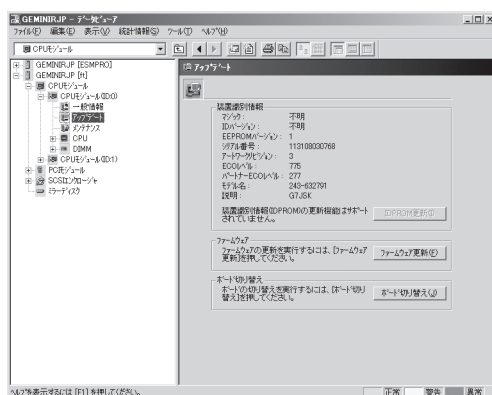 GEMINIRJP - ﾃﾞｰﾀﾋﾞｭｰｱ
ﾌｧｲﾙ(F) 編集(E) 表示(V) 統計情報(S) ﾂｰﾙ(T) ﾍﾙﾌﾟ(H)
CPUﾓｼﾞｭｰﾙ
GEMINIRJP [ESMPRO]
GEMINIRJP [ft]
CPUﾓｼﾞｭｰﾙ
CPUﾓｼﾞｭｰﾙ(ID:0)
一般情報
ｱｯﾌﾟﾃﾞｰﾄ
ﾒﾝﾃﾅﾝｽ
CPU
DIMM
CPUﾓｼﾞｭｰﾙ(ID:1)
PCIﾓｼﾞｭｰﾙ
SCSIｴﾝｸﾛｰｼﾞｬ
ﾐﾗｰﾃﾞｨｽｸ
ｱｯﾌﾟﾃﾞｰﾄ
装置識別情報
ﾏｼﾞｯｸ: 不明
IDﾊﾞｰｼﾞｮﾝ: 不明
EEPROMﾊﾞｰｼﾞｮﾝ: 1
ｼﾘｱﾙ番号: 113108030768
ｱｰﾄﾜｰｸﾘﾋﾞｼﾞｮﾝ: 3
ECOﾚﾍﾞﾙ: 775
ﾊﾟｰﾄﾅｰECOﾚﾍﾞﾙ: 277
ﾓﾃﾞﾙ名: 243-632791
説明: G7JSK
装置識別情報(IDPROM)の更新機能はｻﾎﾟｰﾄ
されていません。
IDPROM更新(I)
ﾌｧｰﾑｳｪｱ
ﾌｧｰﾑｳｪｱの更新を実行するには、[ﾌｧｰﾑｳｪｱ
更新]を押してください。
ﾌｧｰﾑｳｪｱ更新(F)
ﾎﾞｰﾄﾞ切り替え
ﾎﾞｰﾄﾞの切り替えを実行するには、[ﾎﾞｰﾄﾞ切り
替え]を押してください。
ﾎﾞｰﾄﾞ切り替え(J)
ﾍﾙﾌﾟを表示するには [F1] を押してください。
正常 警告 異常